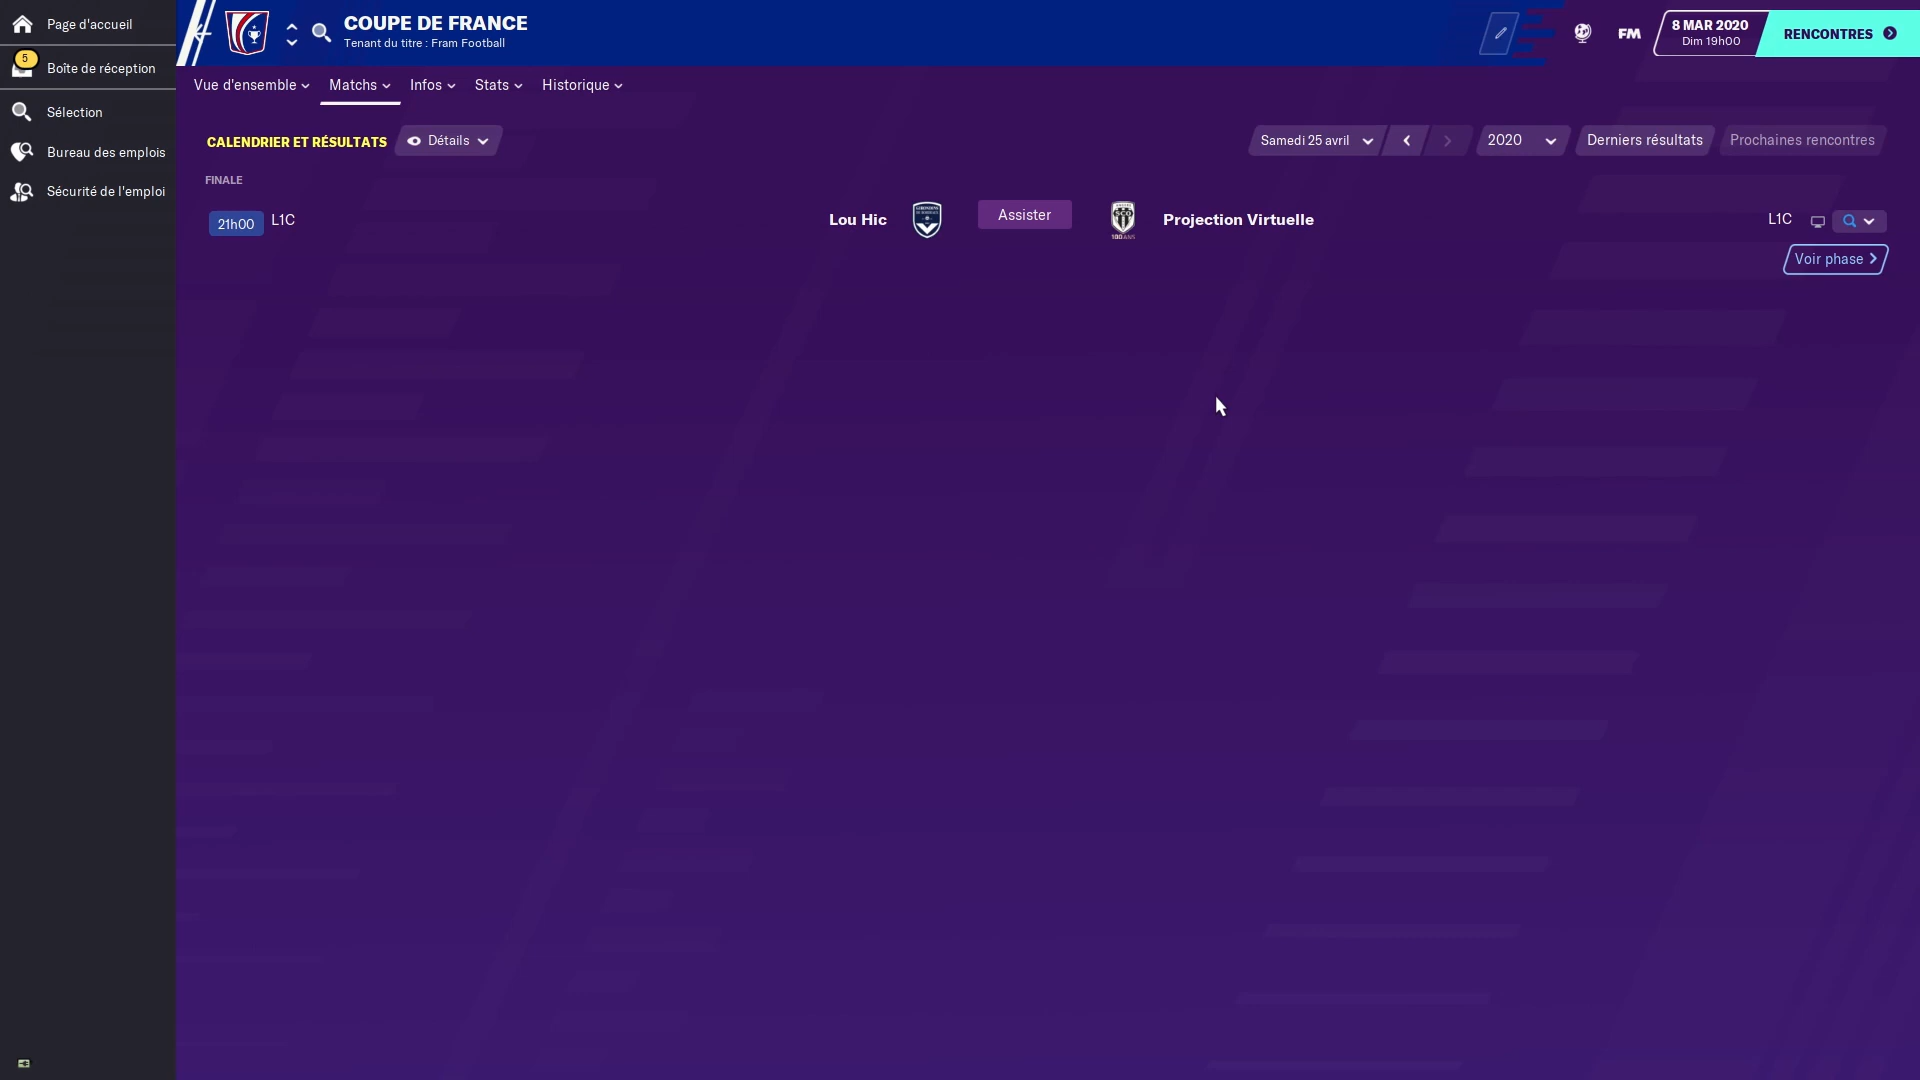 Page d'accueil
5
Boîte de réception
Sélection
Bureau des emplois
Sécurité de l'emploi
COUPE DE FRANCE
Tenant du titre : Fram Football
FM
8 MAR 2020
Dim 19h00
RENCONTRES
Vue d'ensemble
Matchs
Infos
Stats
Historique
CALENDRIER ET RÉSULTATS
Détails
Samedi 25 avril
2020
Derniers résultats
Prochaines rencontres
FINALE
21h00
L1C
Lou Hic
Assister
SCO
Projection Virtuelle
L1C
Voir phase